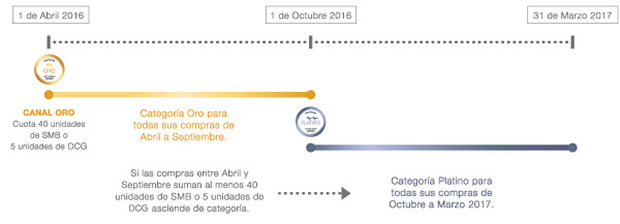 1 de Abril 2016
1 de Octubre 2016
31 de Marzo 2017
ORO
CANAL ORO
Cuota 40 unidades
de SMB o
5 unidades de DCG
Categoría Oro para
todas sus compras de
Abril a Septiembre.
PLATINO
Si las compras entre Abril y
Septiembre suman al menos 40
unidades de SMB o 5 unidades de
DCG asciende de categoría.
Categoría Platino para
todas sus compras de
Octubre a Marzo 2017.